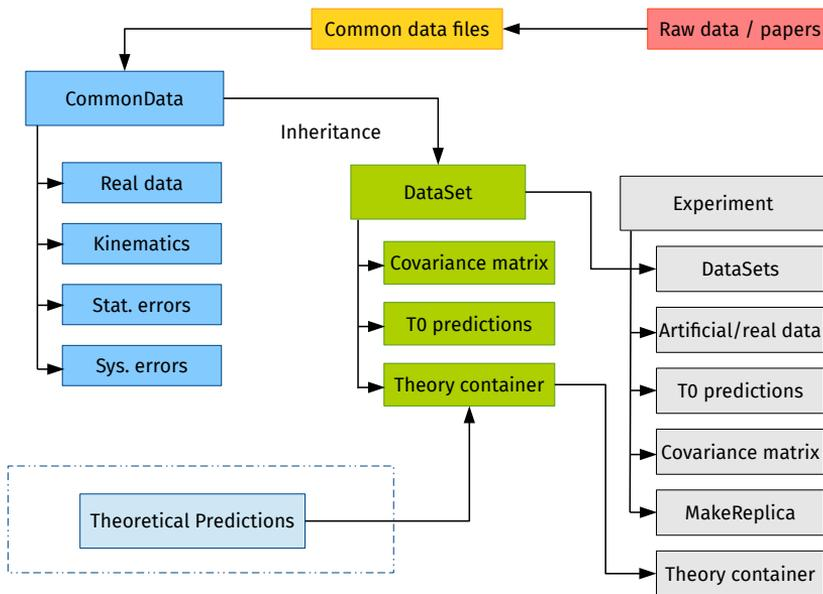 Common data files
Raw data / papers
CommonData
Inheritance
Real data
Kinematics
Stat. errors
Sys. errors
DataSet
Covariance matrix
T0 predictions
Theory container
Experiment
DataSets
Artificial/real data
T0 predictions
Covariance matrix
MakeReplica
Theory container
Theoretical Predictions